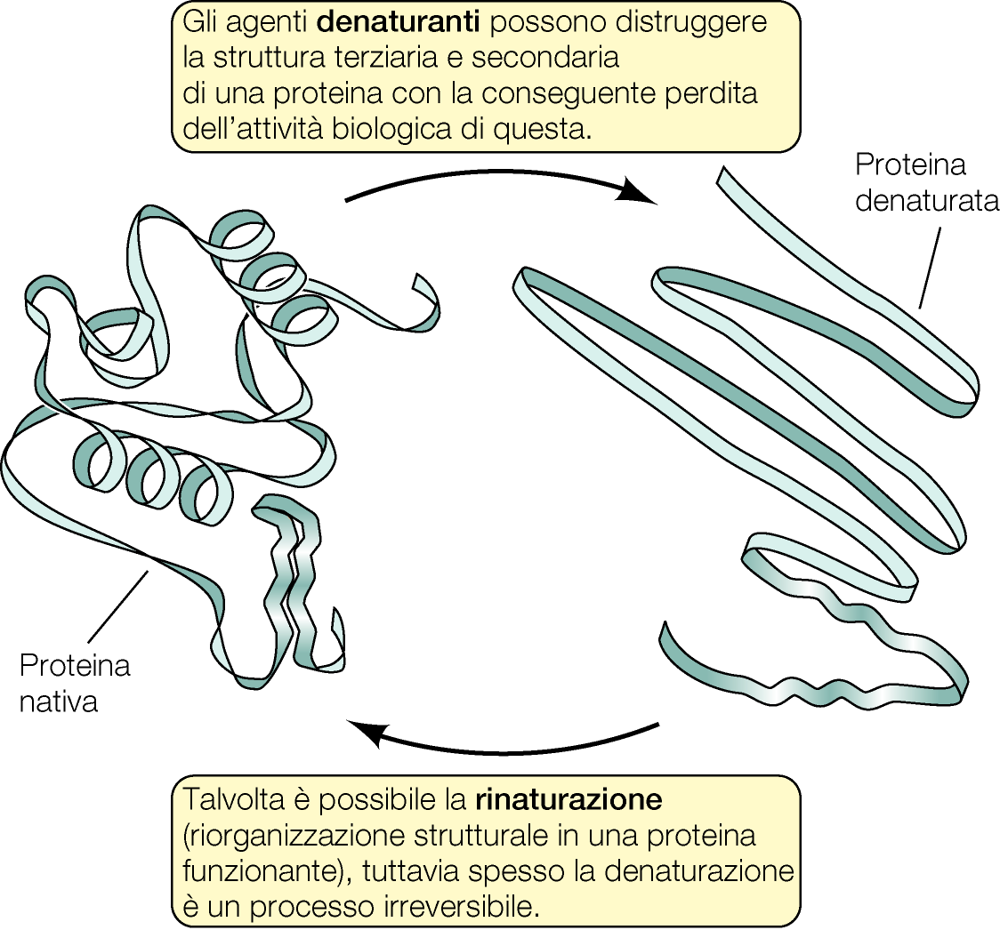 Gli agenti denaturanti possono distruggere
la struttura terziaria e secondaria
di una proteina con la conseguente perdita
dell’attività biologica di questa.
Proteina
denaturata
Proteina
nativa
Talvolta è possibile la rinaturazione
(riorganizzazione strutturale in una proteina
funzionante), tuttavia spesso la denaturazione
è un processo irreversibile.